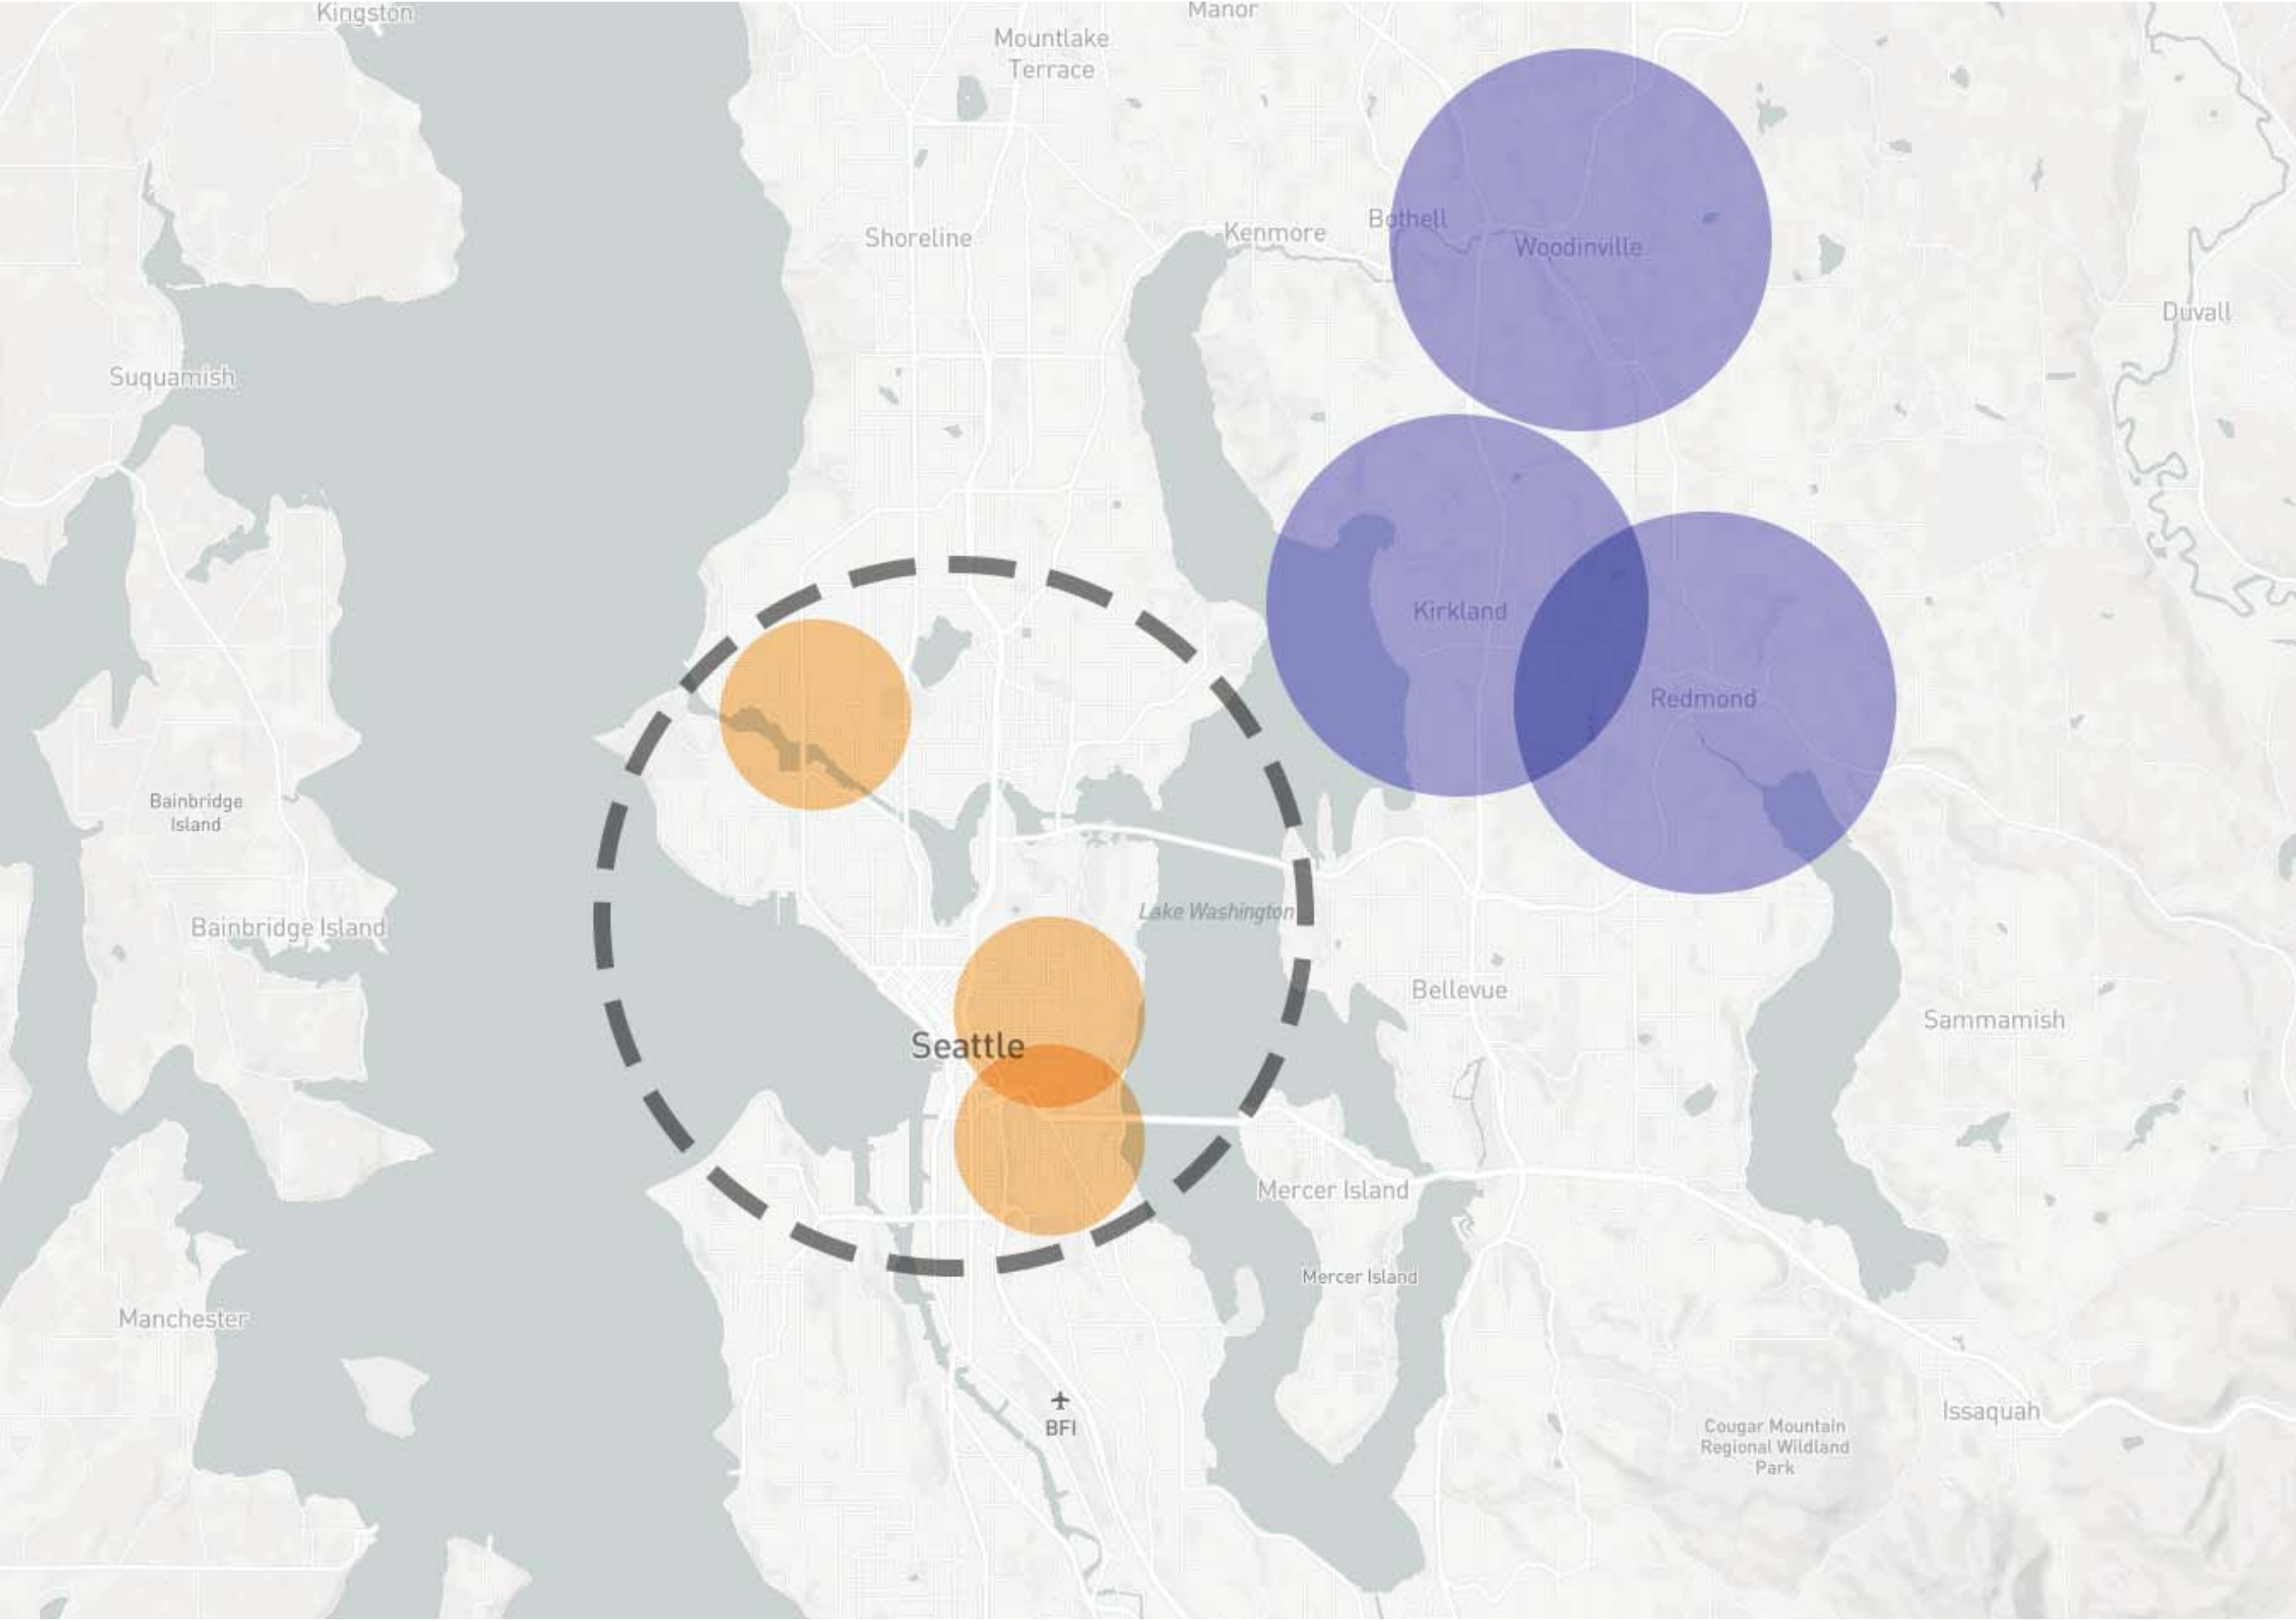 Kingston
Manor
Mountlake
Terrace
Bothell
Kenmore
Shoreline
Woodinville
Duvall
Suquamish
Kirkland
Redmond
Bainbridge
Island
Lake Washington
Bainbridge Island
Bellevue
Sammamish
Seattle
Mercer Island
Mercer Island
Manchester
BFI
Issaquah
Cougar Mountain
Regional Wildland
Park